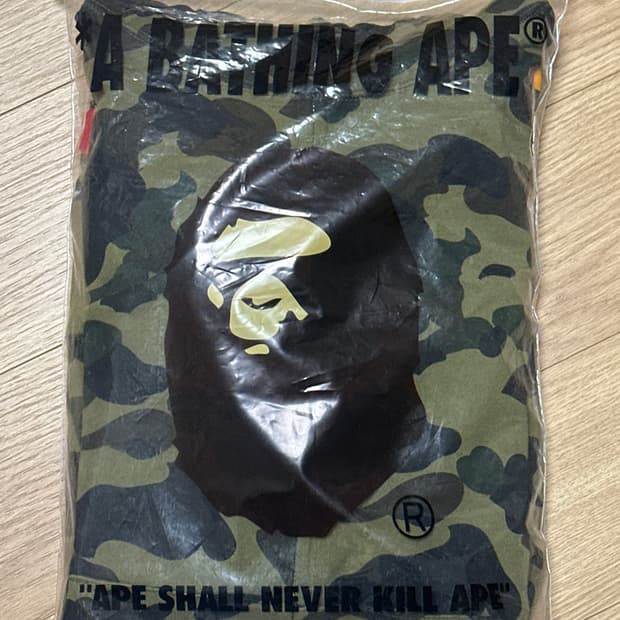 *A BATHING APE®
®
"APE SHALL NEVER KILL APE"